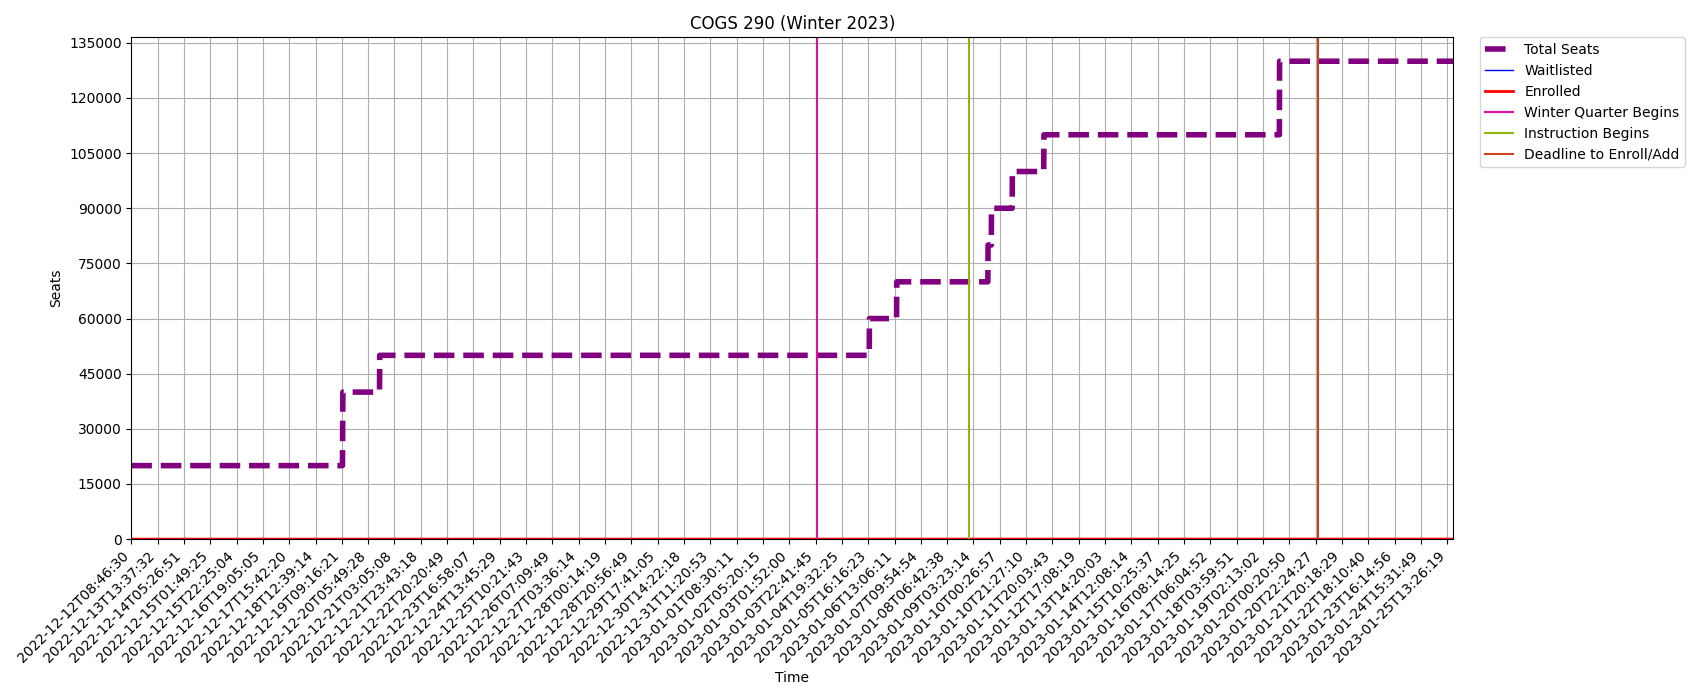 COGS 290 (Winter 2023)
135000
120000
105000
90000
75000
60000
45000
30000
15000
0
Seats
Total Seats
Waitlisted
Enrolled
Winter Quarter Begins
Instruction Begins
Deadline to Enroll/Add
2022-12-12T08:46:30
2022-12-13T13:37:32
2022-12-14T05:26:51
2022-12-15T01:49:25
2022-12-15T22:25:04
2022-12-16T19:05:05
2022-12-17T15:42:20
2022-12-18T12:39:14
2022-12-19T09:16:21
2022-12-20T05:49:28
2022-12-21T03:05:08
2022-12-21T23:43:18
2022-12-22T20:20:49
2022-12-23T16:58:07
2022-12-24T13:45:29
2022-12-25T10:21:43
2022-12-26T07:09:49
2022-12-27T03:36:14
2022-12-28T00:14:19
2022-12-28T20:56:49
2022-12-29T17:41:05
2022-12-30T14:22:18
2022-12-31T11:20:53
2023-01-01T08:30:11
2023-01-02T05:20:15
2023-01-03T01:52:00
2023-01-03T22:41:45
2023-01-04T19:32:25
2023-01-05T16:16:23
2023-01-06T13:06:11
2023-01-07T09:54:54
2023-01-08T06:42:38
2023-01-09T03:23:14
2023-01-10T00:26:57
2023-01-10T21:27:10
2023-01-11T20:03:43
2023-01-12T17:08:19
2023-01-13T14:20:03
2023-01-14T12:08:14
2023-01-15T10:25:37
2023-01-16T08:14:25
2023-01-17T06:04:52
2023-01-18T03:59:51
2023-01-19T02:13:02
2023-01-20T00:20:50
2023-01-20T22:24:27
2023-01-21T20:18:29
2023-01-22T18:10:40
2023-01-23T16:14:56
2023-01-24T15:31:49
2023-01-25T13:26:19
Time